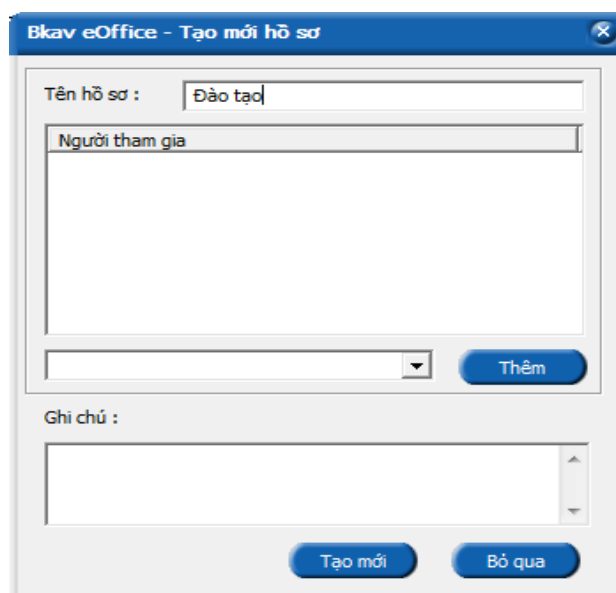 Bkav eOffice - Tạo mới hồ sơ
Tên hồ sơ : Đào tạo
Người tham gia
Thêm
Ghi chú :
Tạo mới Bỏ qua